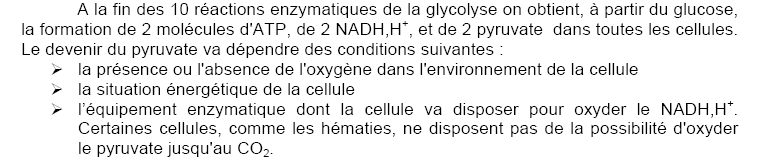 A la fin des 10 réactions enzymatiques de la glycolyse on obtient, à partir du glucose,
la formation de 2 molécules d'ATP, de 2 NADH,H⁺, et de 2 pyruvate dans toutes les cellules.
Le devenir du pyruvate va dépendre des conditions suivantes :
➢ la présence ou l'absence de l'oxygène dans l'environnement de la cellule
➢ la situation énergétique de la cellule
➢ l'équipement enzymatique dont la cellule va disposer pour oxyder le NADH,H⁺.
Certaines cellules, comme les hématies, ne disposent pas de la possibilité d'oxyder
le pyruvate jusqu'au CO₂.